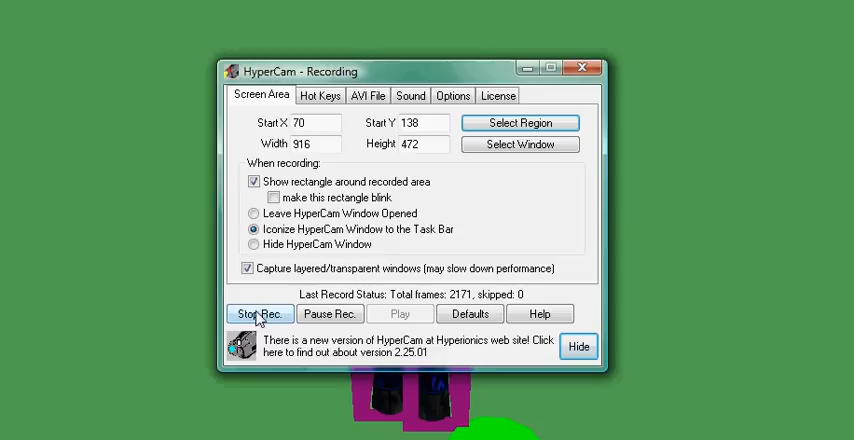 HyperCam - Recording
Screen Area Hot Keys AVI File Sound Options License
Start X 70 Start Y 138 Select Region
Width 916 Height 472 Select Window
When recording:
Show rectangle around recorded area
make this rectangle blink
Leave HyperCam Window Opened
Iconize HyperCam Window to the Task Bar
Hide HyperCam Window
Capture layered/transparent windows (may slow down performance)
Last Record Status: Total frames: 2171, skipped: 0
Stop Rec. Pause Rec. Play Defaults Help
There is a new version of HyperCam at Hyperionics web site! Click
here to find out about version 2.25.01
Hide